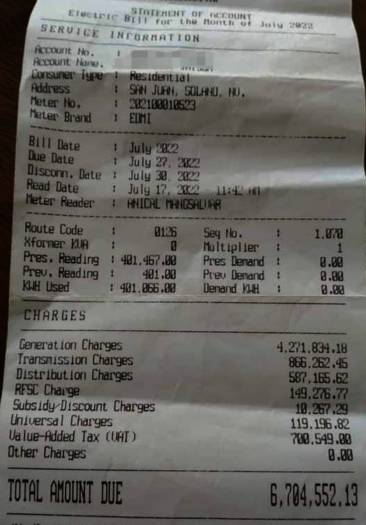 STATEMENT OF ACCOUNT
Electric Bill for the Month of July 2022
SERVICE INFORMATION
Account No. :
Account Name. :
Consumer Type : Residential
Address : SAN JUAN, SOLANO, NV.
Meter No. : 202100010523
Meter Brand : EDMI
Bill Date : July 2022
Due Date : July 27, 2022
Disconn. Date : July 30, 2022
Read Date : July 17, 2022 11:42 AM
Meter Reader : ANICAL MANGSALVAR
Route Code : 0126 Seq No. : 1.070
Xformer KVA : 0 Multiplier : 1
Pres. Reading : 401,467.00 Pres Demand : 0.00
Prev. Reading : 401.00 Prev Demand : 0.00
KWH Used : 401,066.00 Demand KWH : 0.00
CHARGES
Generation Charges 4,271,834.18
Transmission Charges 866,262.45
Distribution Charges 587,165.62
RFSC Charge 149,276.77
Subsidy/Discount Charges 10,267.29
Universal Charges 119,196.82
Value-Added Tax (VAT) 700,549.00
Other Charges 0.00
TOTAL AMOUNT DUE 6,704,552.13